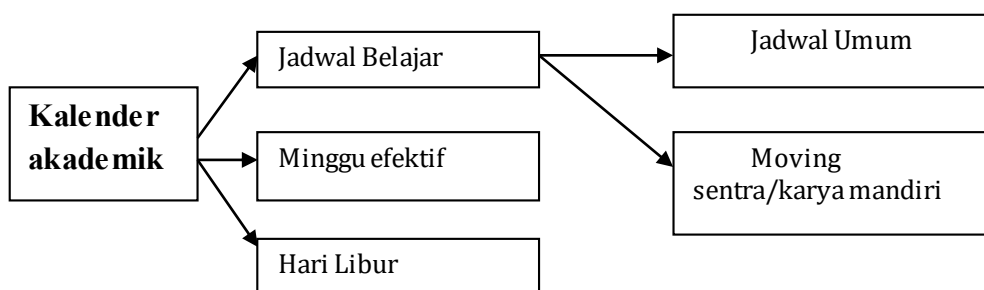 Kalender
akademik
Jadwal Belajar
Minggu efektif
Hari Libur
Jadwal Umum
Moving
sentra/karya mandiri